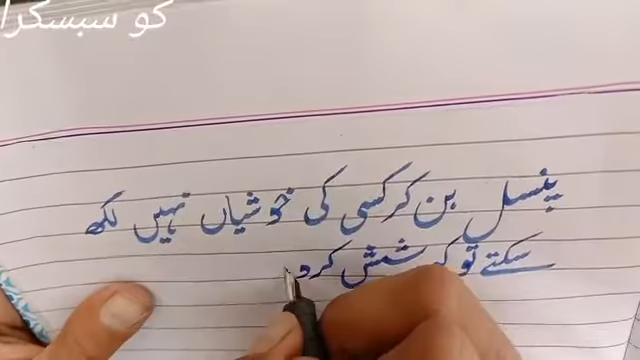 کو سبسکرا
پنسل بن کر کسی کی خوشیاں نہیں لکھ
سکتے تو کوشش کرو